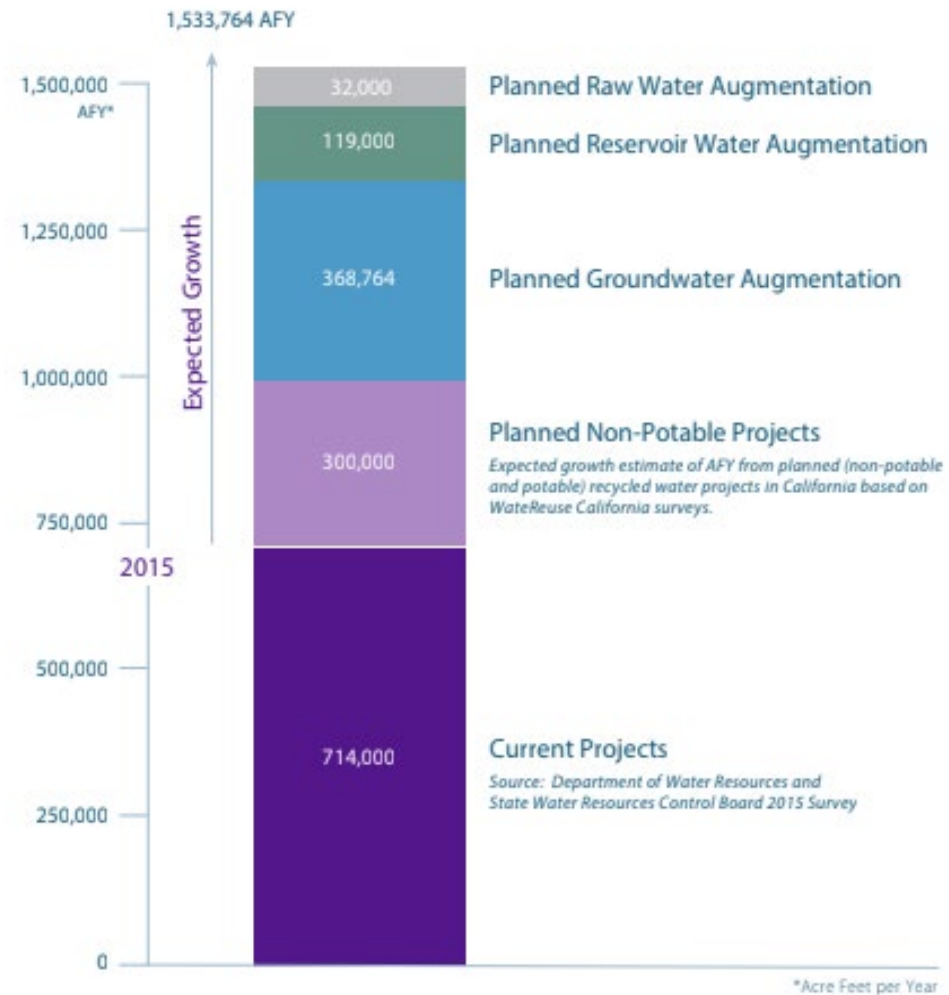 1,533,764 AFY
1,500,000
AFY*
1,250,000
1,000,000
750,000
2015
500,000
250,000
0
Expected Growth
32,000
Planned Raw Water Augmentation
119,000
Planned Reservoir Water Augmentation
368,764
Planned Groundwater Augmentation
300,000
Planned Non-Potable Projects
Expected growth estimate of AFY from planned (non-potable
and potable) recycled water projects in California based on
WateReuse California surveys.
714,000
Current Projects
Source: Department of Water Resources and
State Water Resources Control Board 2015 Survey
*Acre Feet per Year